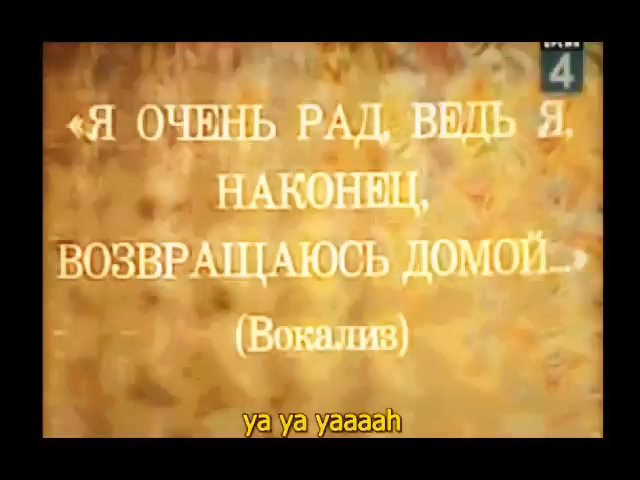 4
«Я ОЧЕНЬ РАД, ВЕДЬ Я,
НАКОНЕЦ,
ВОЗВРАЩАЮСЬ ДОМОЙ...»
(Вокализ)
ya ya yaaaah